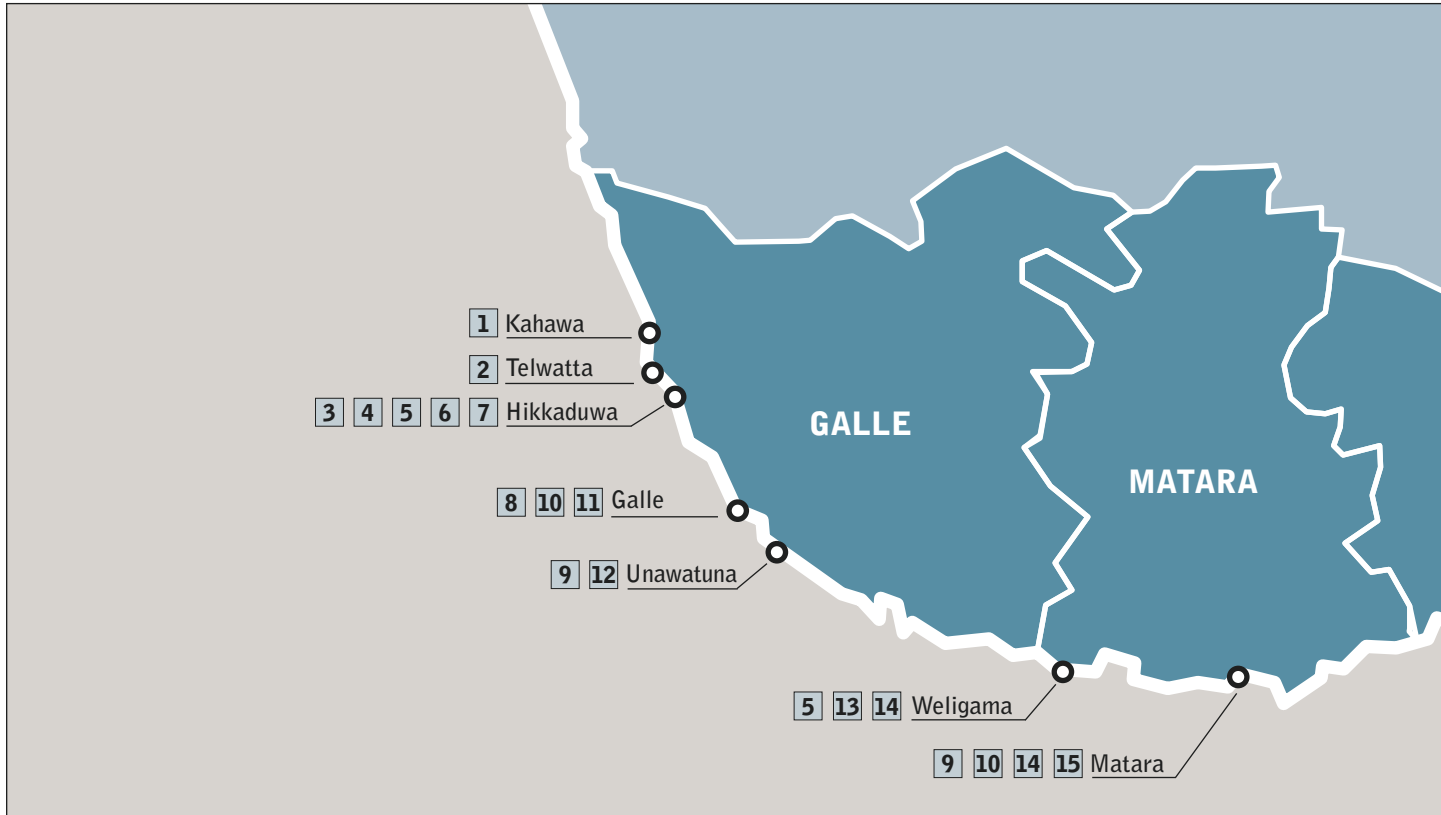 1 Kahawa
2 Telwatta
3 4 5 6 7 Hikkaduwa
GALLE
MATARA
8 10 11 Galle
9 12 Unawatuna
5 13 14 Weligama
9 10 14 15 Matara